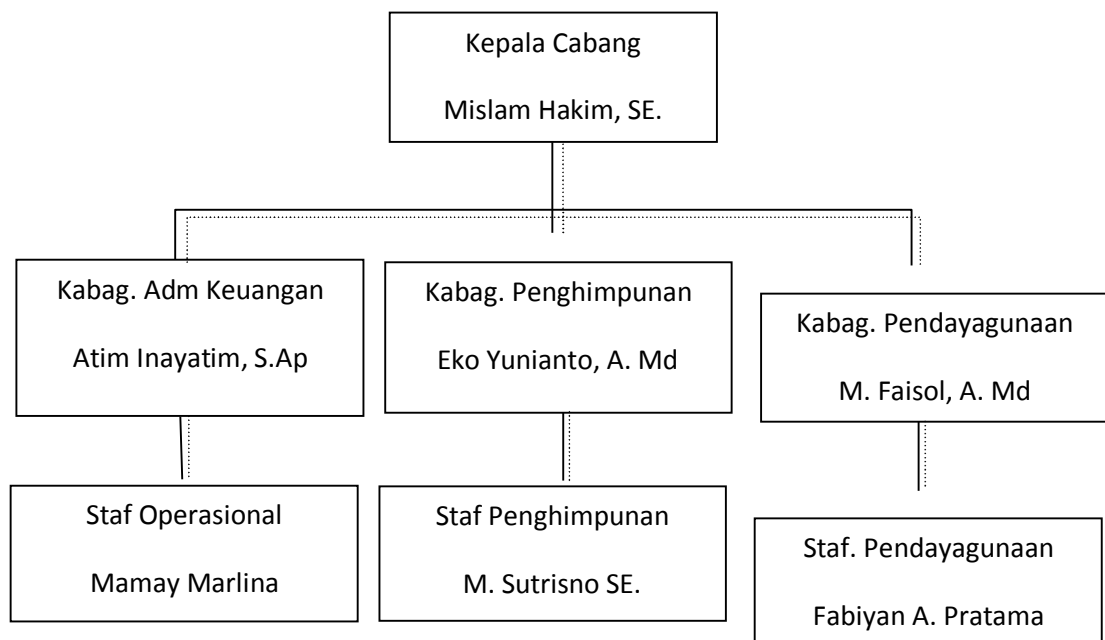 Kepala Cabang
Mislam Hakim, SE.
Kabag. Adm Keuangan
Atim Inayatim, S.Ap
Kabag. Penghimpunan
Eko Yunianto, A. Md
Kabag. Pendayagunaan
M. Faisol, A. Md
Staf Operasional
Mamay Marlina
Staf Penghimpunan
M. Sutrisno SE.
Staf. Pendayagunaan
Fabiyan A. Pratama